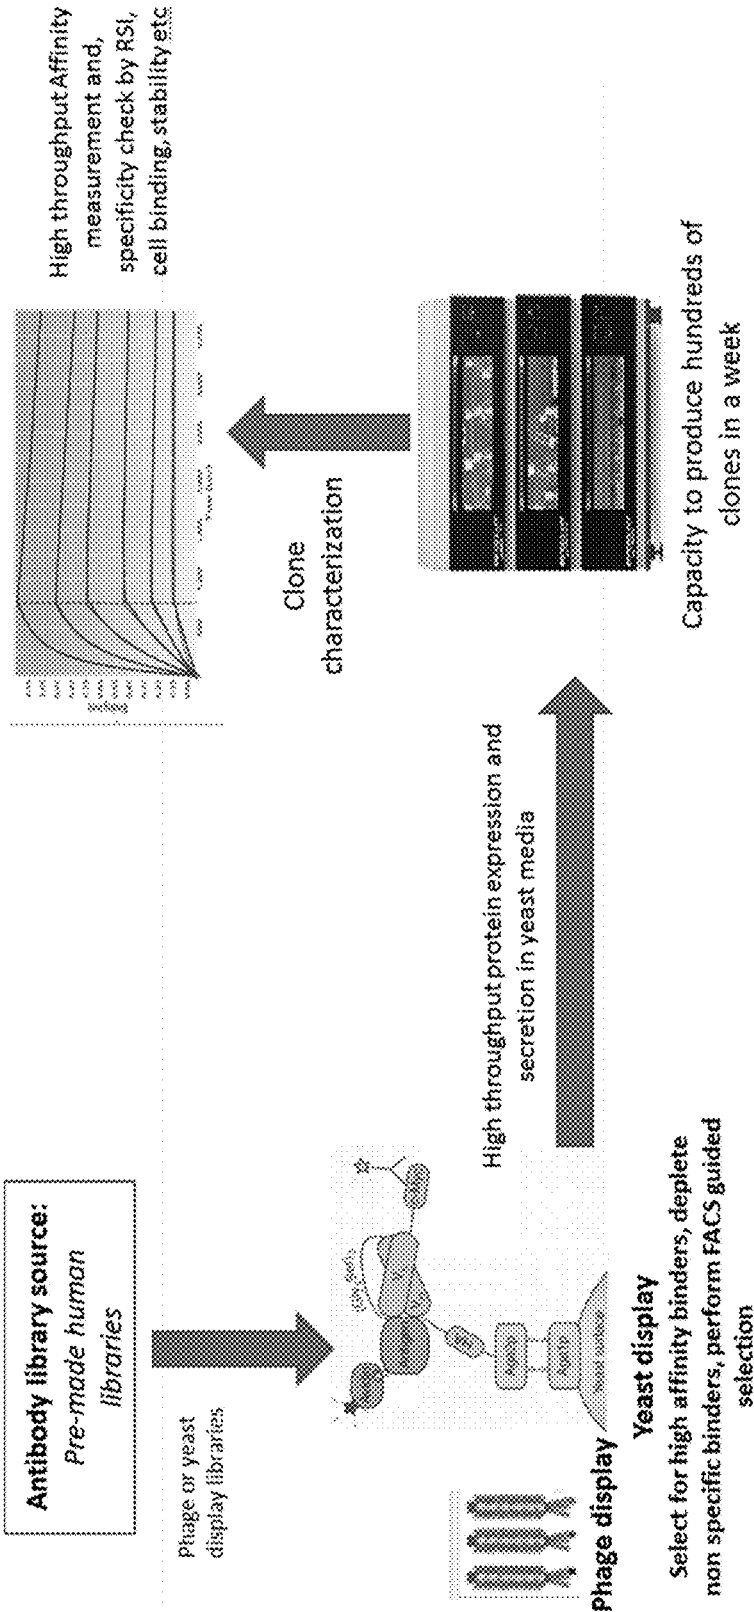 Antibody library source:
Pre-made human
libraries
Phage or yeast
display libraries
Phage display
Yeast display
Select for high affinity binders, deplete
non specific binders, perform FACS guided
selection
High throughput protein expression and
secretion in yeast media
Capacity to produce hundreds of
clones in a week
Clone
characterization
High throughput Affinity
measurement and,
specificity check by RSI,
cell binding, stability etc